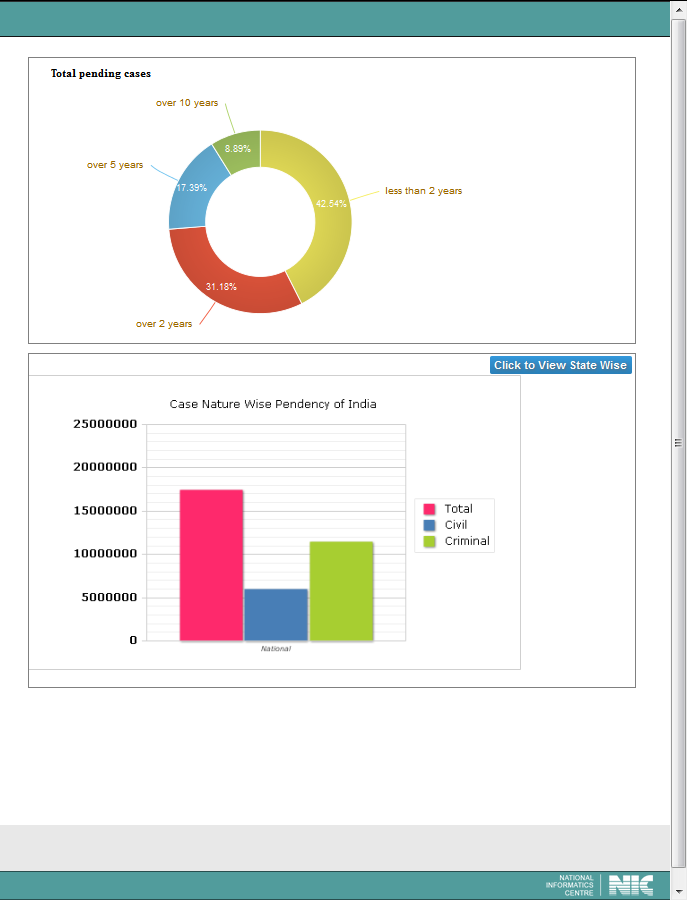 Total pending cases
over 10 years
8.89%
over 5 years
17.39%
less than 2 years
42.54%
31.18%
over 2 years
Click to View State Wise
Case Nature Wise Pendency of India
25000000
20000000
15000000
10000000
5000000
0
Total
Civil
Criminal
National
NATIONAL
INFORMATICS
CENTRE
NIC